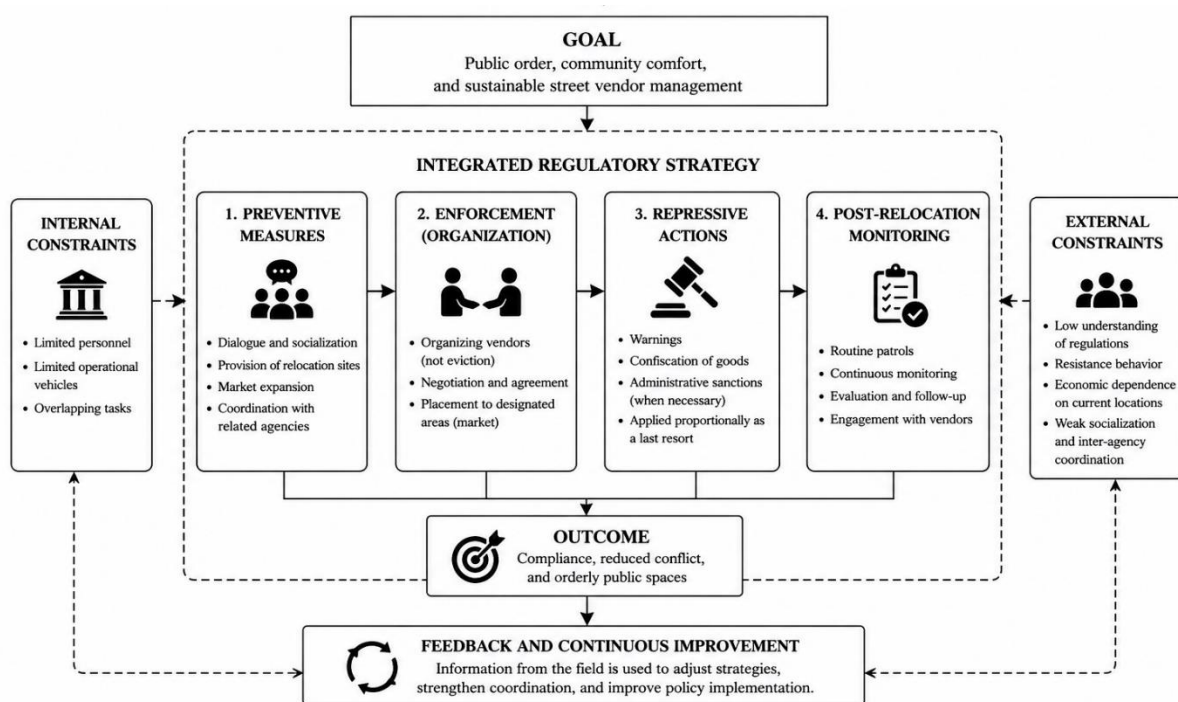 GOAL
Public order, community comfort,
and sustainable street vendor management
INTEGRATED REGULATORY STRATEGY
INTERNAL
CONSTRAINTS
• Limited personnel
• Limited operational
vehicles
• Overlapping tasks
1. PREVENTIVE
MEASURES
• Dialogue and socialization
• Provision of relocation sites
• Market expansion
• Coordination with
related agencies
2. ENFORCEMENT
(ORGANIZATION)
• Organizing vendors
(not eviction)
• Negotiation and agreement
• Placement to designated
areas (market)
3. REPRESSIVE
ACTIONS
• Warnings
• Confiscation of goods
• Administrative sanctions
(when necessary)
• Applied proportionally as
a last resort
4. POST-RELOCATION
MONITORING
• Routine patrols
• Continuous monitoring
• Evaluation and follow-up
• Engagement with vendors
EXTERNAL
CONSTRAINTS
• Low understanding
of regulations
• Resistance behavior
• Economic dependence
on current locations
• Weak socialization
and inter-agency
coordination
OUTCOME
Compliance, reduced conflict,
and orderly public spaces
FEEDBACK AND CONTINUOUS IMPROVEMENT
Information from the field is used to adjust strategies,
strengthen coordination, and improve policy implementation.